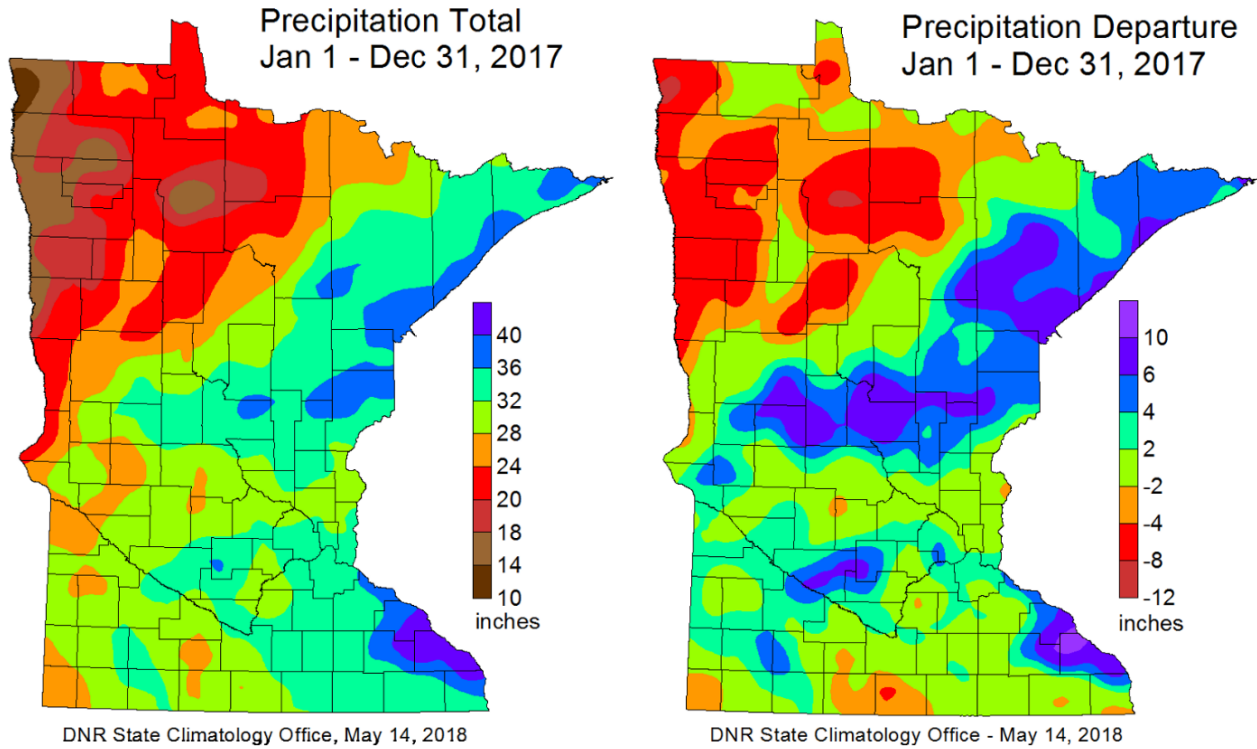 Precipitation Total
Jan 1 - Dec 31, 2017
40
36
32
28
24
20
18
14
10
inches
DNR State Climatology Office, May 14, 2018
Precipitation Departure
Jan 1 - Dec 31, 2017
10
6
4
2
-2
-4
-8
-12
inches
DNR State Climatology Office - May 14, 2018